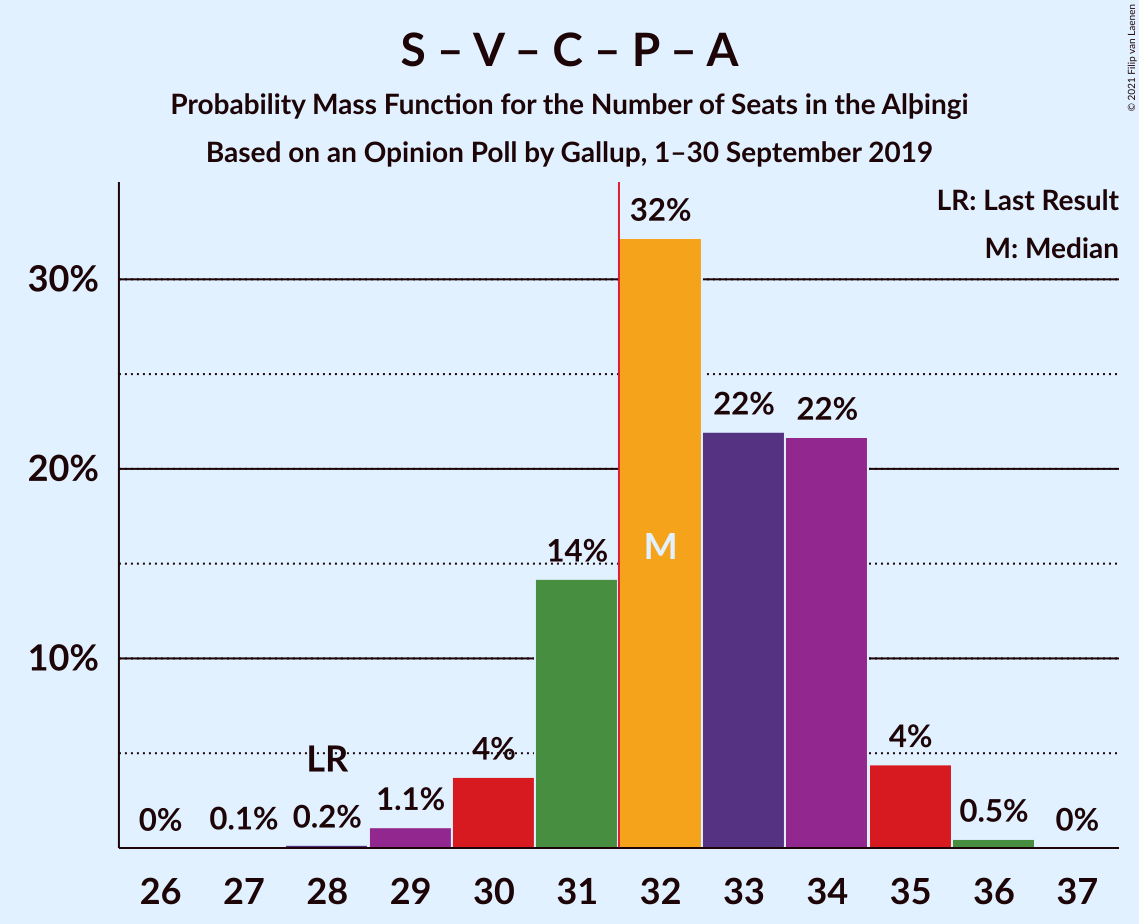 S – V – C – P – A
Probability Mass Function for the Number of Seats in the Alþingi
Based on an Opinion Poll by Gallup, 1–30 September 2019
© 2021 Filip van Laenen
LR: Last Result
M: Median
30%
20%
10%
0%
0.1%
LR
0.2%
1.1%
4%
14%
32%
M
22%
22%
4%
0.5%
0%
26 27 28 29 30 31 32 33 34 35 36 37